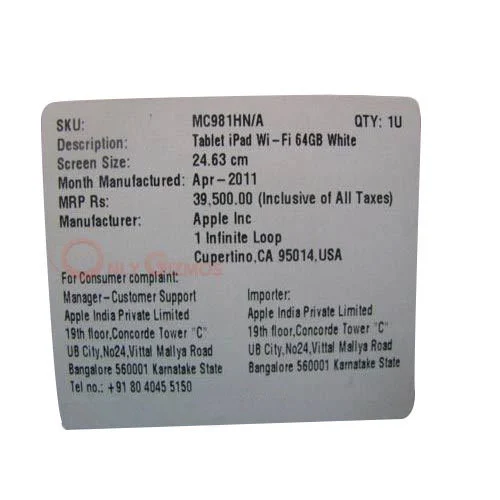 SKU: MC981HN/A QTY: 1U
Description: Tablet iPad Wi-Fi 64GB White
Screen Size: 24.63 cm
Month Manufactured: Apr-2011
MRP Rs: 39,500.00 (Inclusive of All Taxes)
Manufacturer: Apple Inc
1 Infinite Loop
Cupertino,CA 95014.USA
ONLY GIZMOS
For Consumer complaint:
Manager-Customer Support
Apple India Private Limited
19th floor,Concorde Tower "C"
UB City,No24,Vittal Mallya Road
Bangalore 560001 Karnatake State
Tel no.: +91 80 4045 5150
Importer:
Apple India Private Limited
19th floor,Concorde Tower "C"
UB City,No24,Vittal Mallya Road
Bangalore 560001 Karnatake State